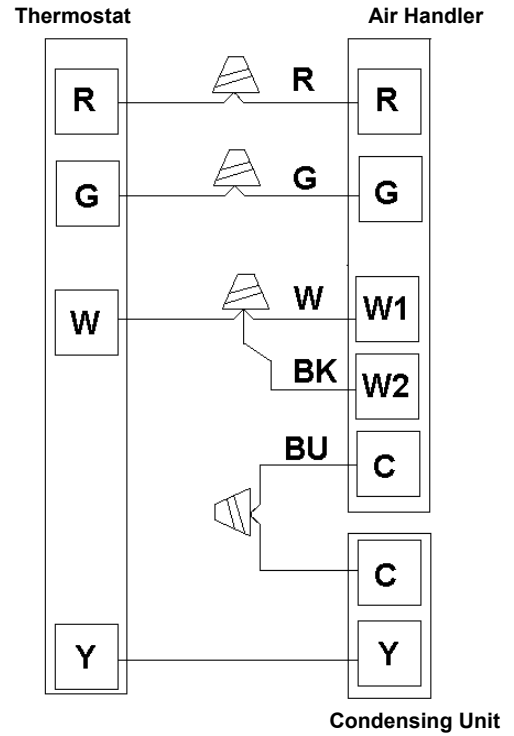 Thermostat Air Handler
R R R
G G G
W W W1
BK W2
BU C
C
Y Y
Condensing Unit